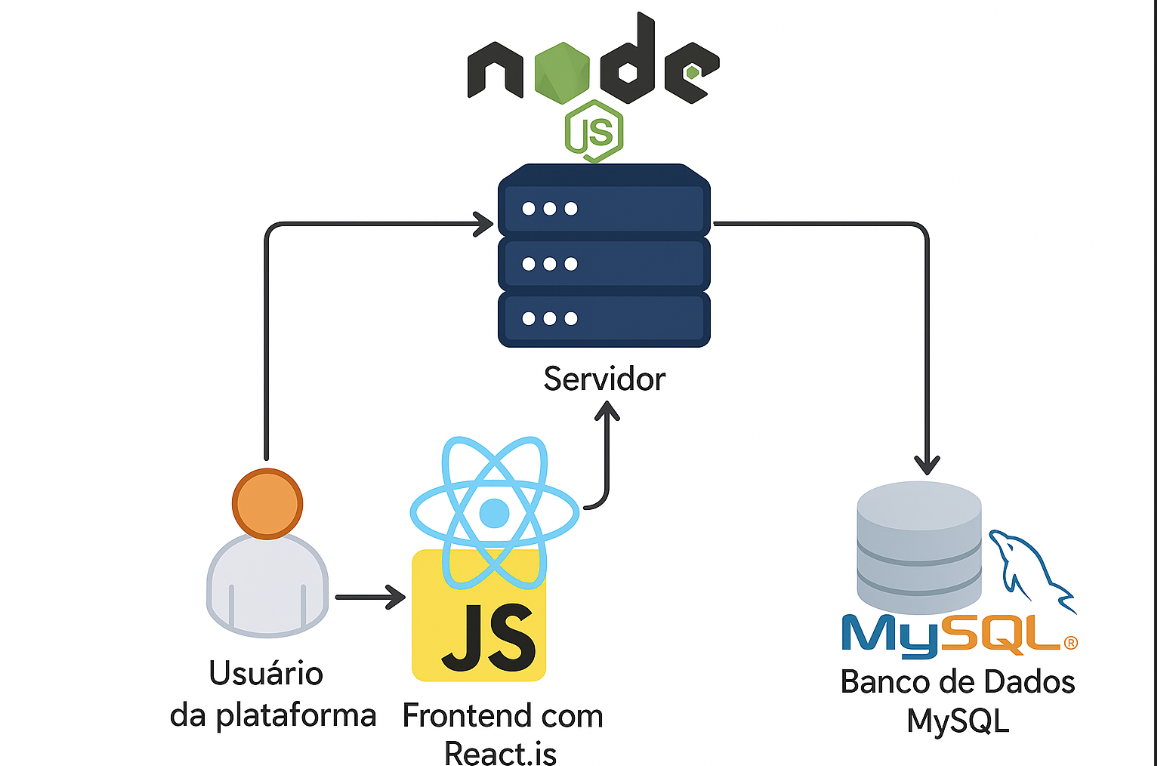 node
JS
Servidor
JS
Usuário
da plataforma
Frontend com
React.is
MySQL®
Banco de Dados
MySQL